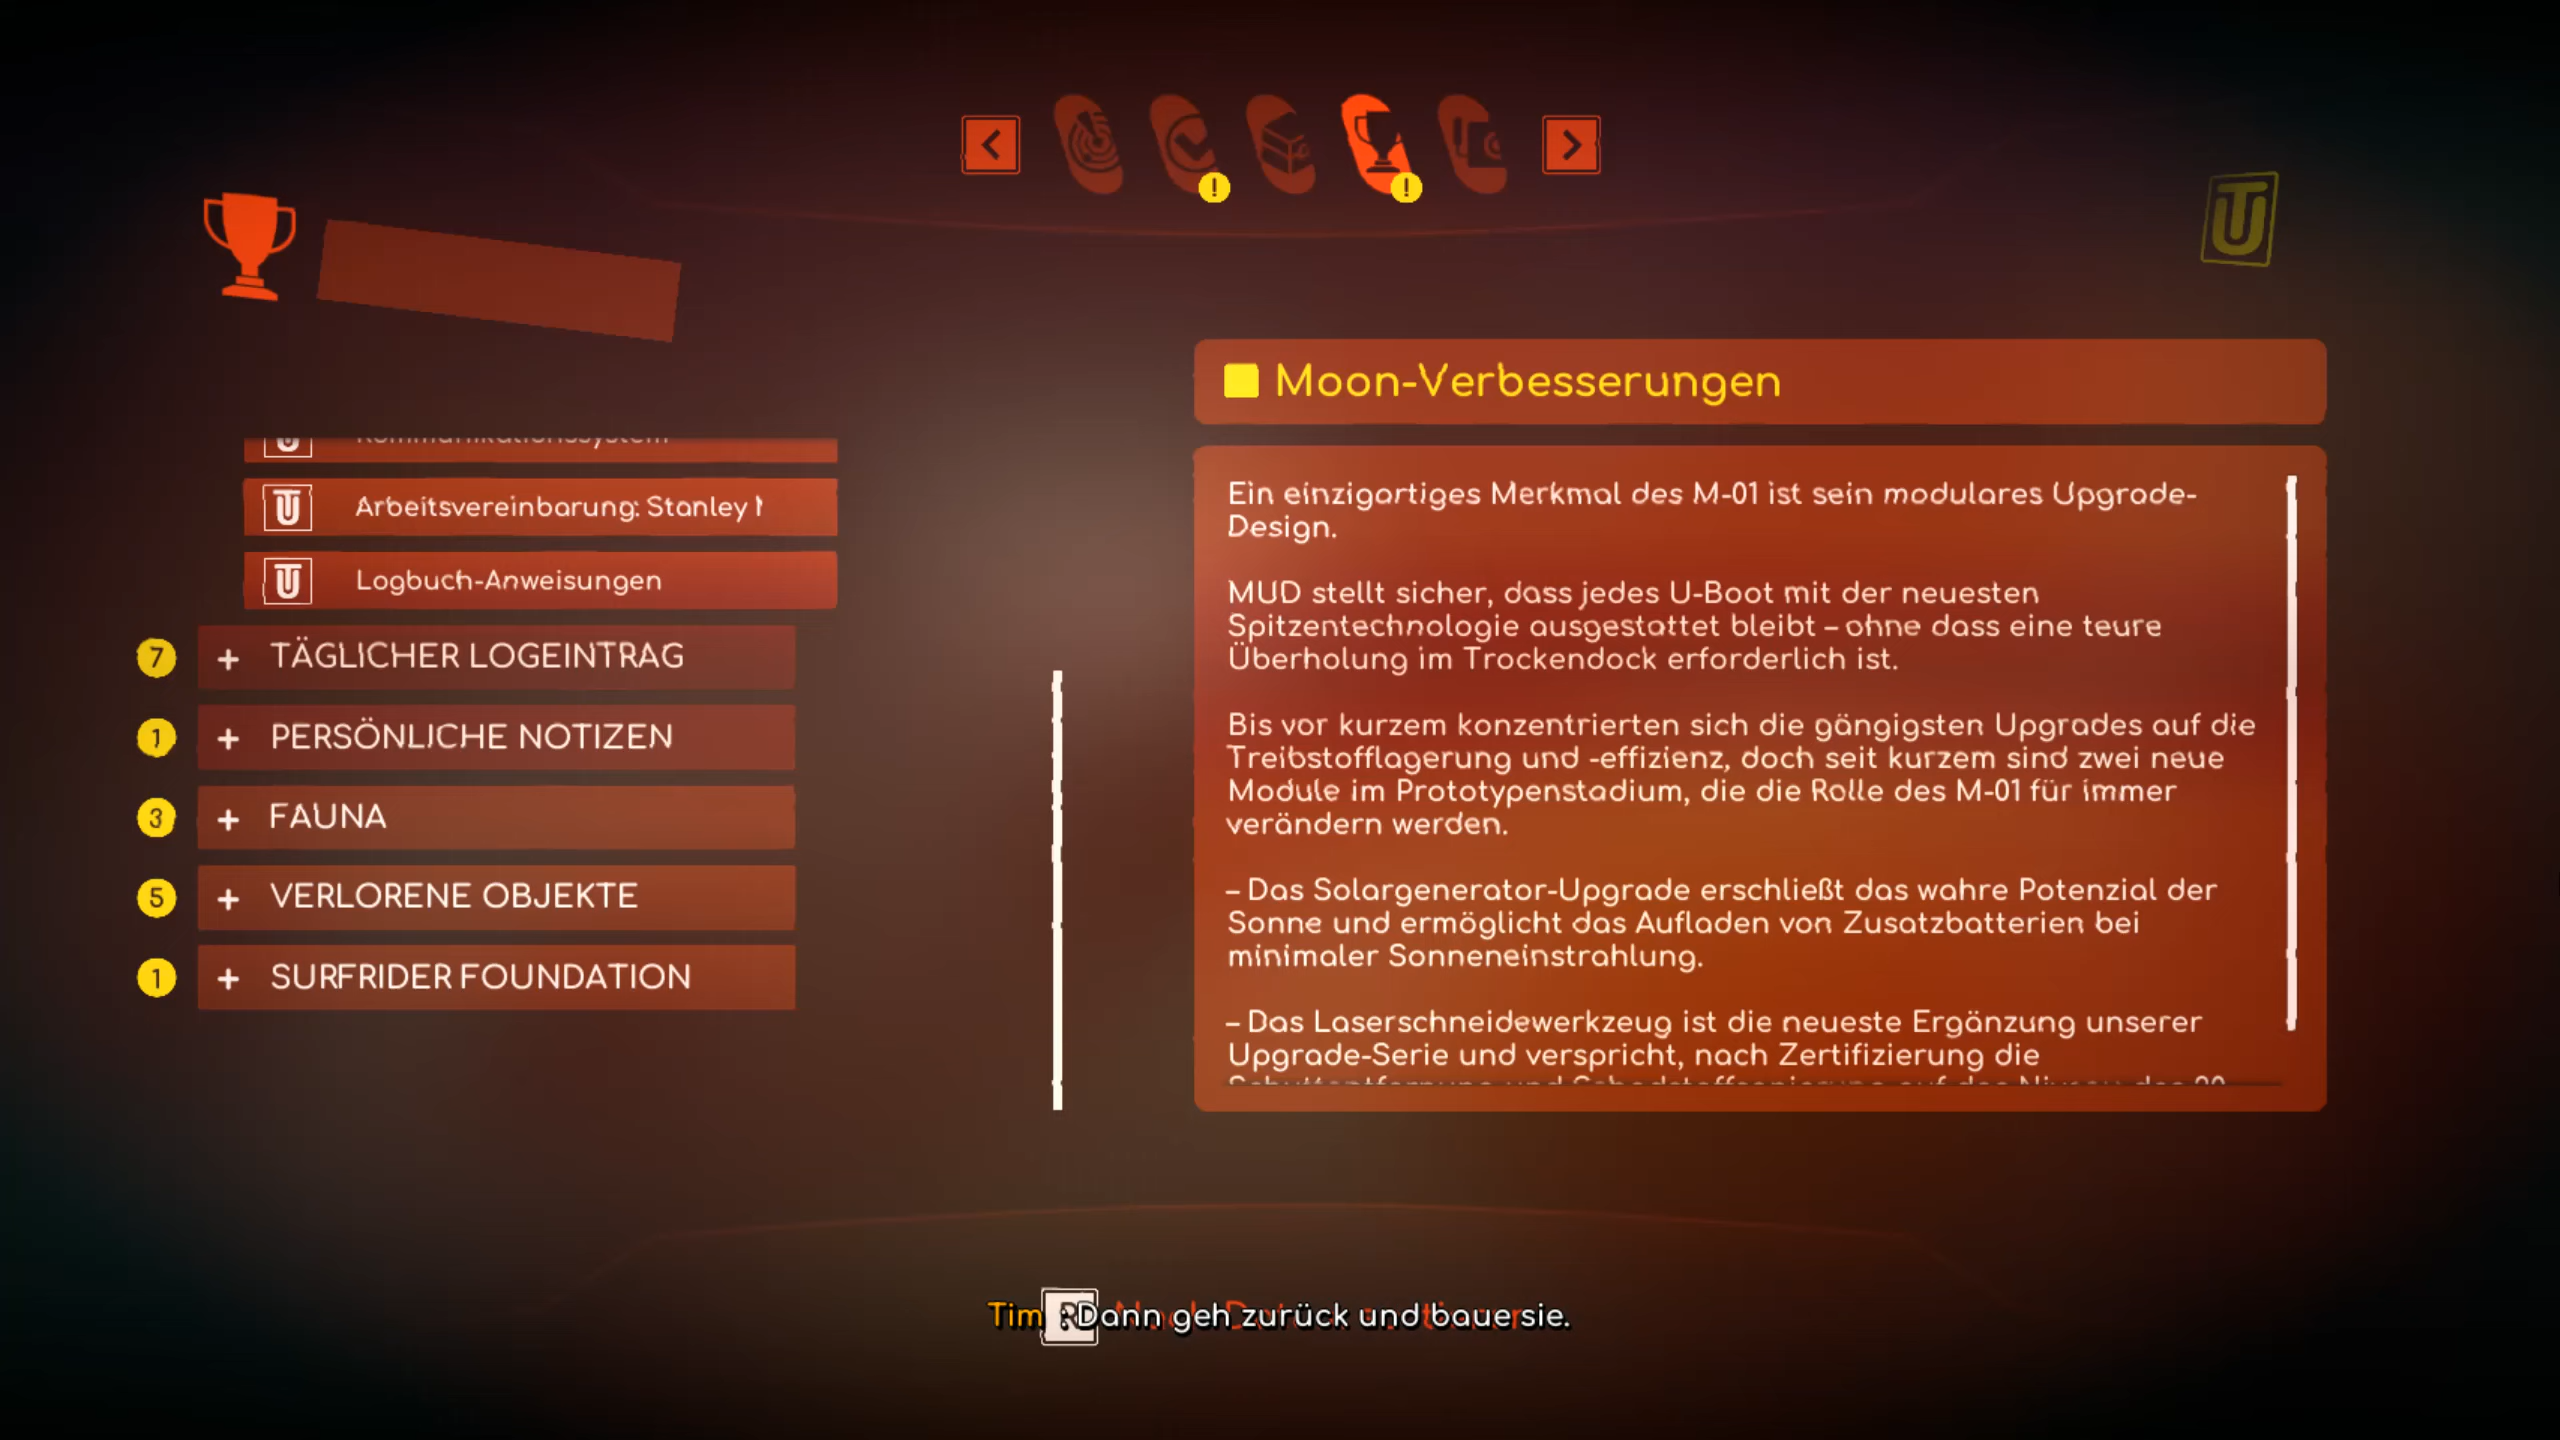 Moon-Verbesserungen
Kommunikationssystem
Arbeitsvereinbarung: Stanley
Logbuch-Anweisungen
7 + TÄGLICHER LOGEINTRAG
1 + PERSÖNLICHE NOTIZEN
3 + FAUNA
5 + VERLORENE OBJEKTE
1 + SURFRIDER FOUNDATION
Ein einzigartiges Merkmal des M-01 ist sein modulares Upgrade-
Design.
MUD stellt sicher, dass jedes U-Boot mit der neuesten
Spitzentechnologie ausgestattet bleibt – ohne dass eine teure
Überholung im Trockendock erforderlich ist.
Bis vor kurzem konzentrierten sich die gängigsten Upgrades auf die
Treibstofflagerung und -effizienz, doch seit kurzem sind zwei neue
Module im Prototypenstadium, die die Rolle des M-01 für immer
verändern werden.
– Das Solargenerator-Upgrade erschließt das wahre Potenzial der
Sonne und ermöglicht das Aufladen von Zusatzbatterien bei
minimaler Sonneneinstrahlung.
– Das Laserschneidewerkzeug ist die neueste Ergänzung unserer
Upgrade-Serie und verspricht, nach Zertifizierung die
Tim : Dann geh zurück und baue sie.